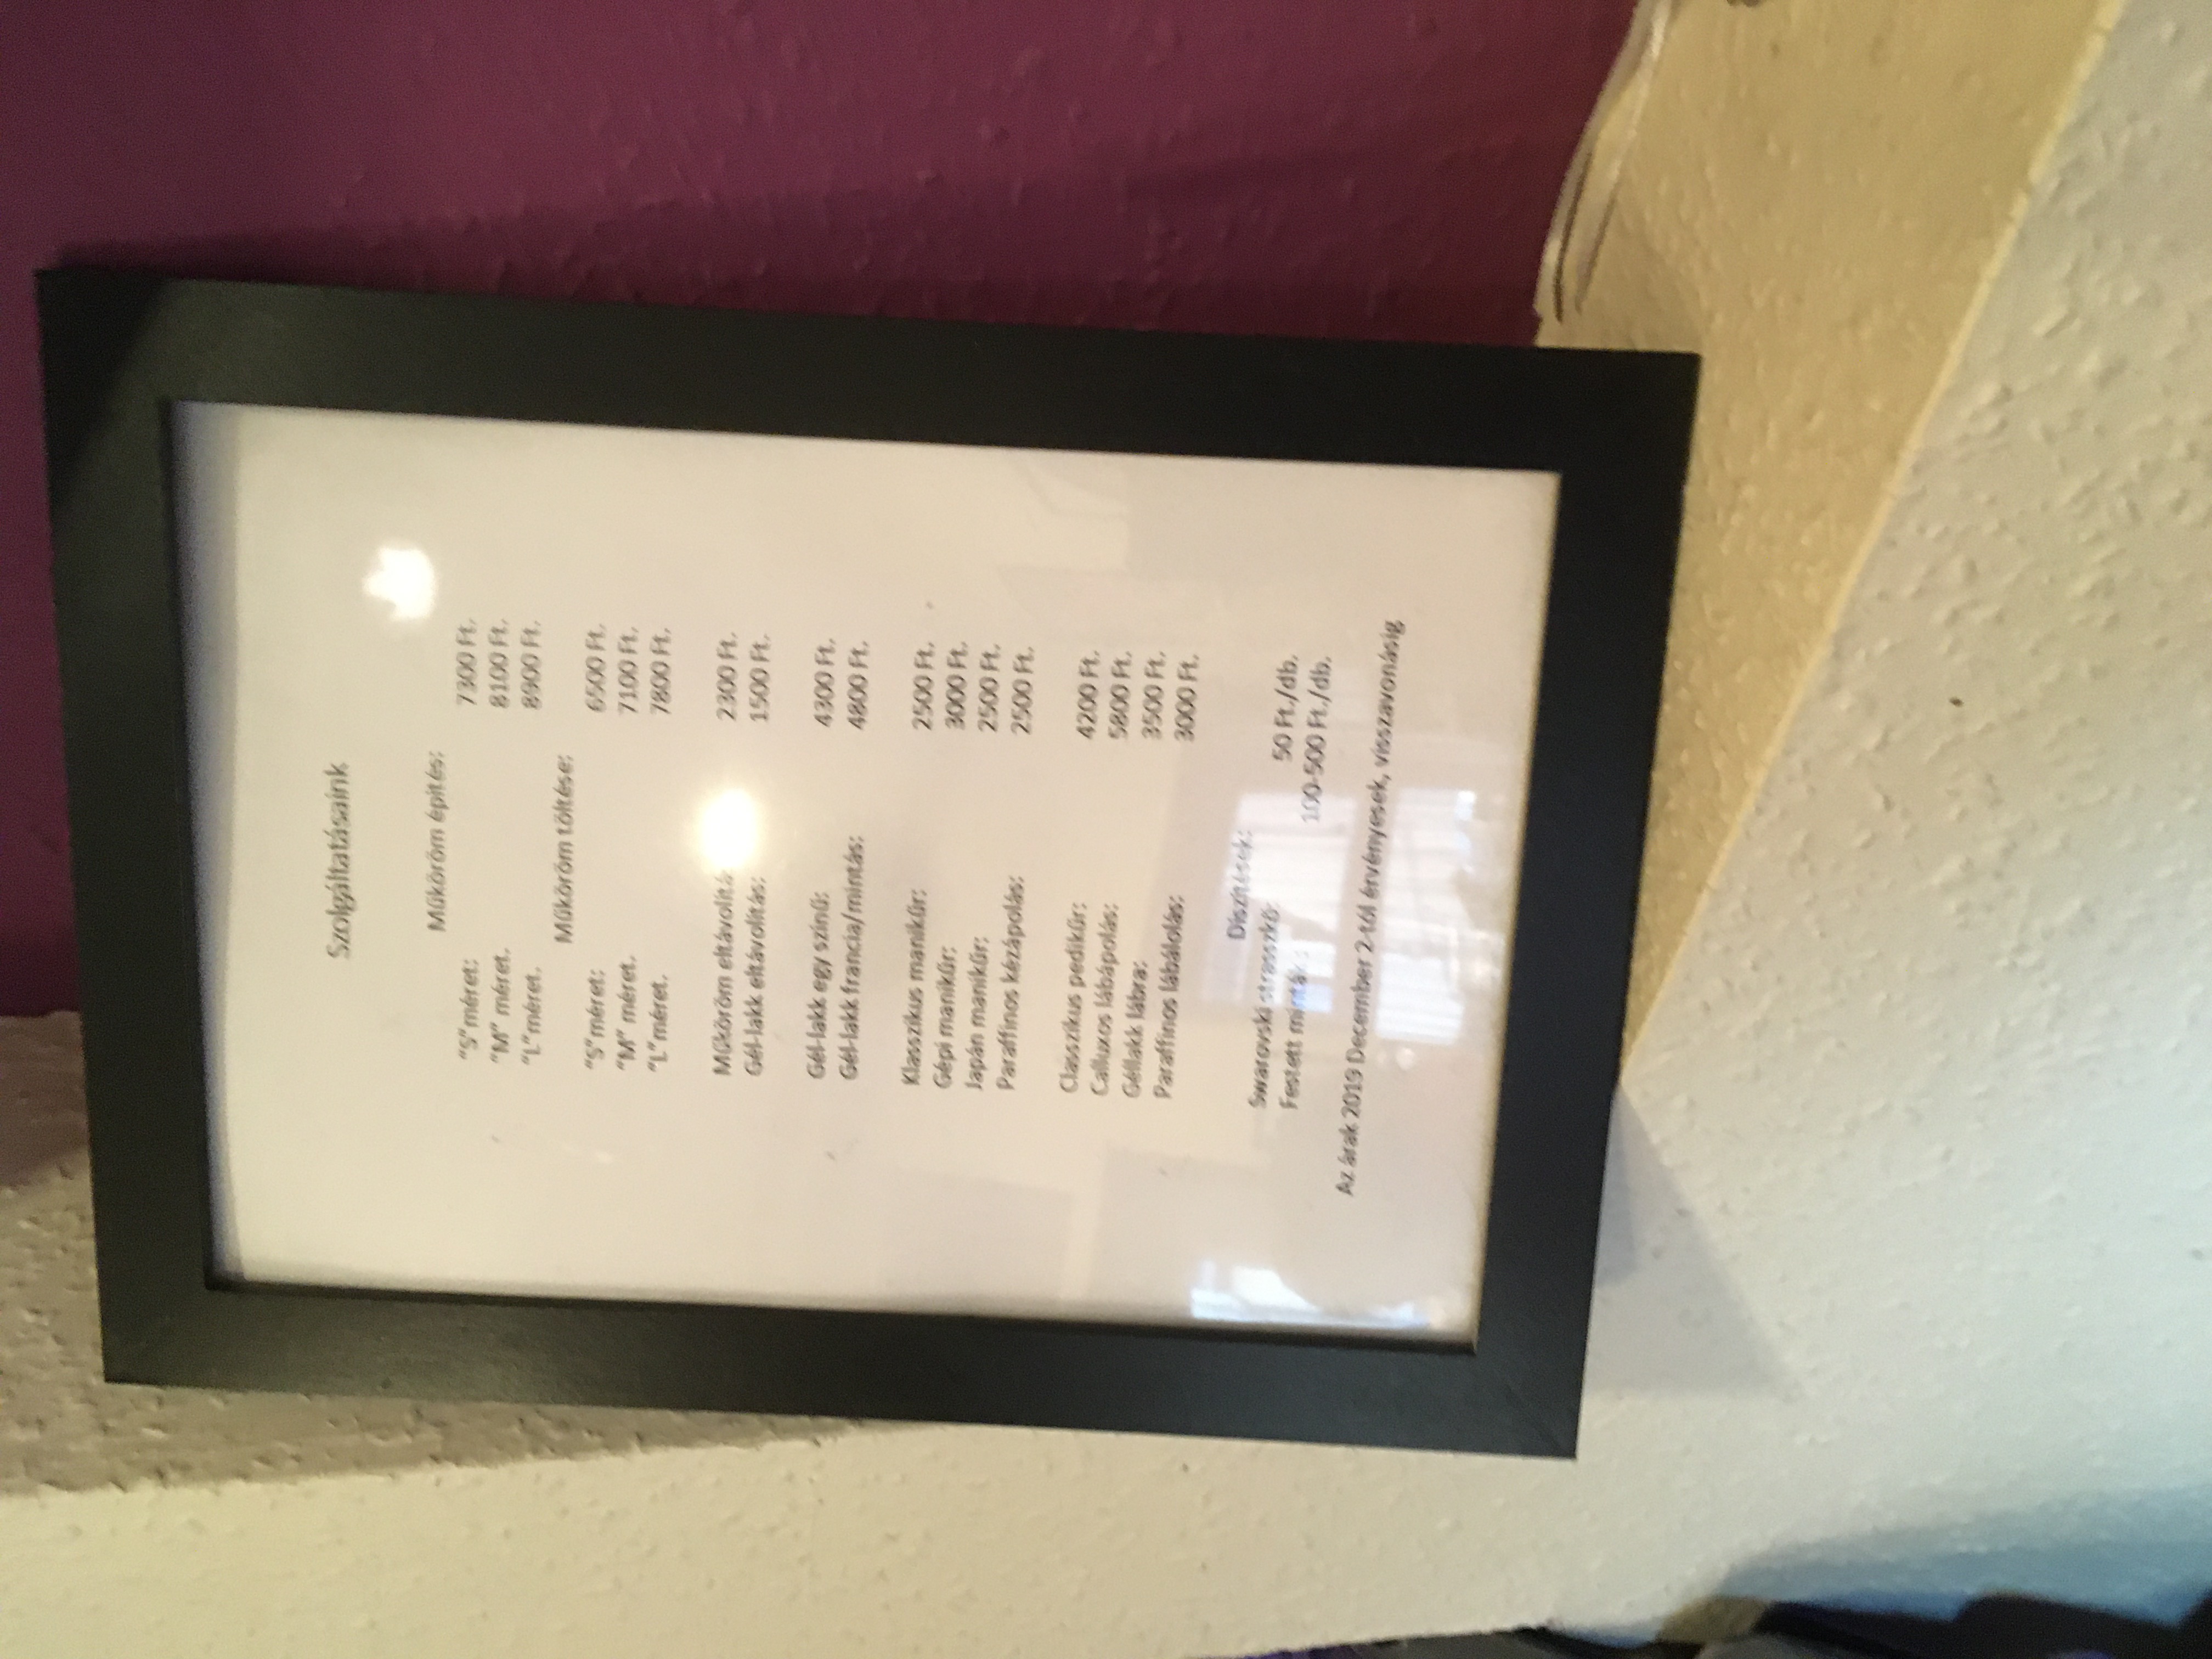 Szolgáltatásaink
Műköröm épités:
"S"méret: 7300 Ft.
"M" méret. 8100 Ft.
"L"méret. 8900 Ft.
Műköröm töltése:
"S"méret: 6500 Ft.
"M" méret. 7100 Ft.
"L"méret. 7800 Ft.
Műköröm 2300 Ft.
Gél-lakk eltávolítás: 1500 Ft.
Gél-lakk egy színű: 4300 Ft.
Gél-lakk francia/mintás: 4800 Ft.
Klasszikus manikűr: 2500 Ft.
Gépi manikűr: 3000 Ft.
Japán manikűr: 2500 Ft.
Paraffinos kézápolás: 2500 Ft.
Classzikus pedikűr: 4200 Ft.
Calluxos lábápolás: 5800 Ft.
Géllakk lábra: 3500 Ft.
Paraffinos lábálolás: 3000 Ft.
Díszítések:
Swarovski strasszkő: 50 Ft./db.
Festett minták : 100-500 Ft./db.
Az árak 2019 December 2-tól érvényesek, visszavonásig